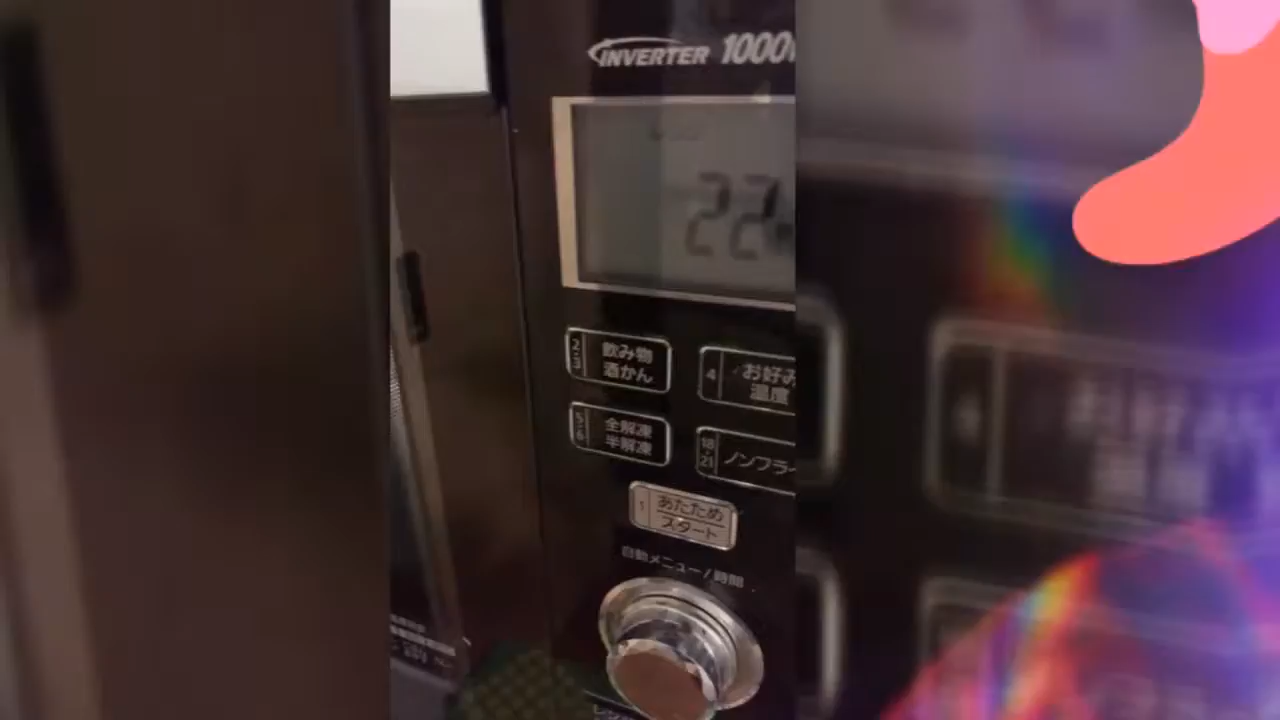 INVERTER 1000
22
2・3 飲み物
酒かん
4 お好み
温度
5・6 全解凍
半解凍
18・21 ノンフライ
1 あたため
スタート
自動メニュー/時間